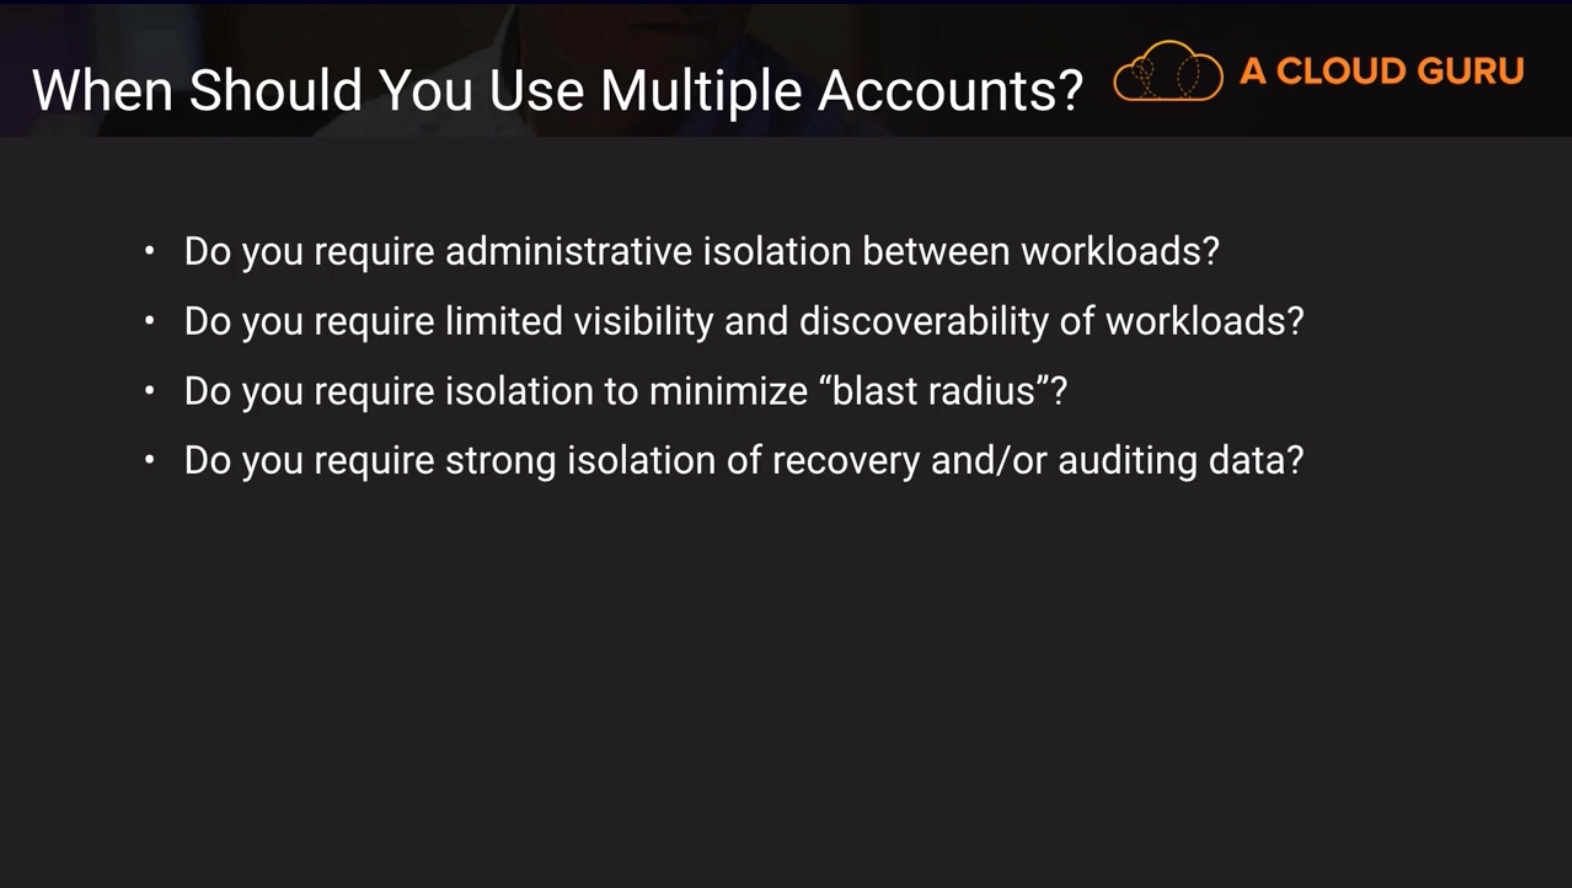 When Should You Use Multiple Accounts?
A CLOUD GURU
• Do you require administrative isolation between workloads?
• Do you require limited visibility and discoverability of workloads?
• Do you require isolation to minimize “blast radius”?
• Do you require strong isolation of recovery and/or auditing data?